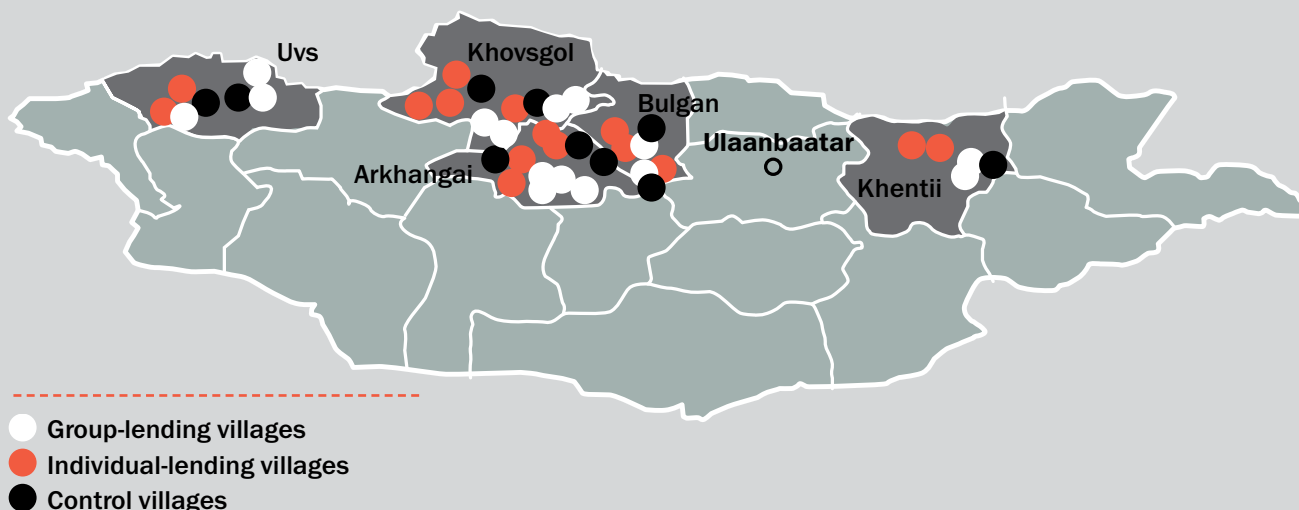 Uvs
Khovsgol
Bulgan
Ulaanbaatar
Arkhangai
Khentii
Group-lending villages
Individual-lending villages
Control villages